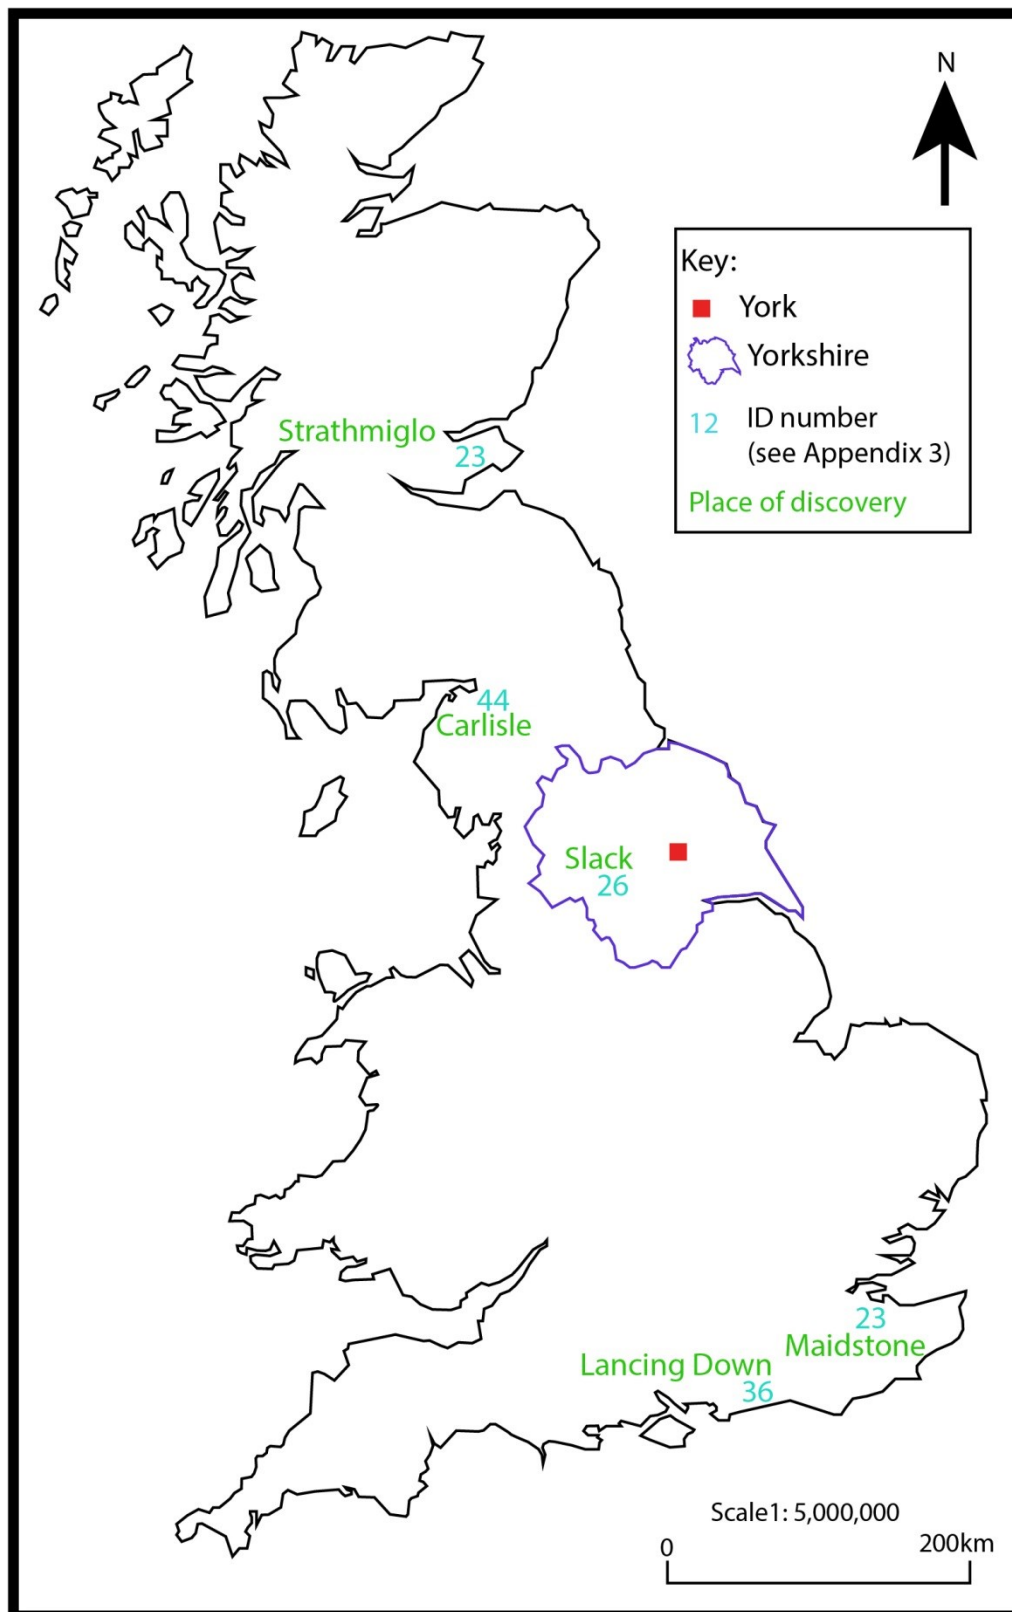 N
Key:
York
Yorkshire
12 ID number
(see Appendix 3)
Place of discovery
Strathmiglo
23
44
Carlisle
Slack
26
23
Maidstone
Lancing Down
36
Scale1: 5,000,000
0 200km